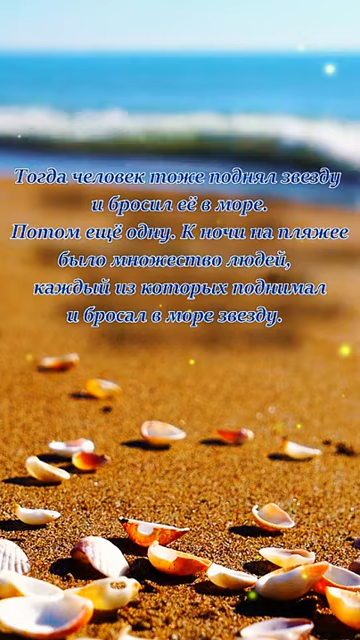 Тогда человек тоже поднял звезду
и бросил её в море.
Потом ещё одну. К ночи на пляжее
было множество людей,
каждый из которых поднимал
и бросал в море звезду.